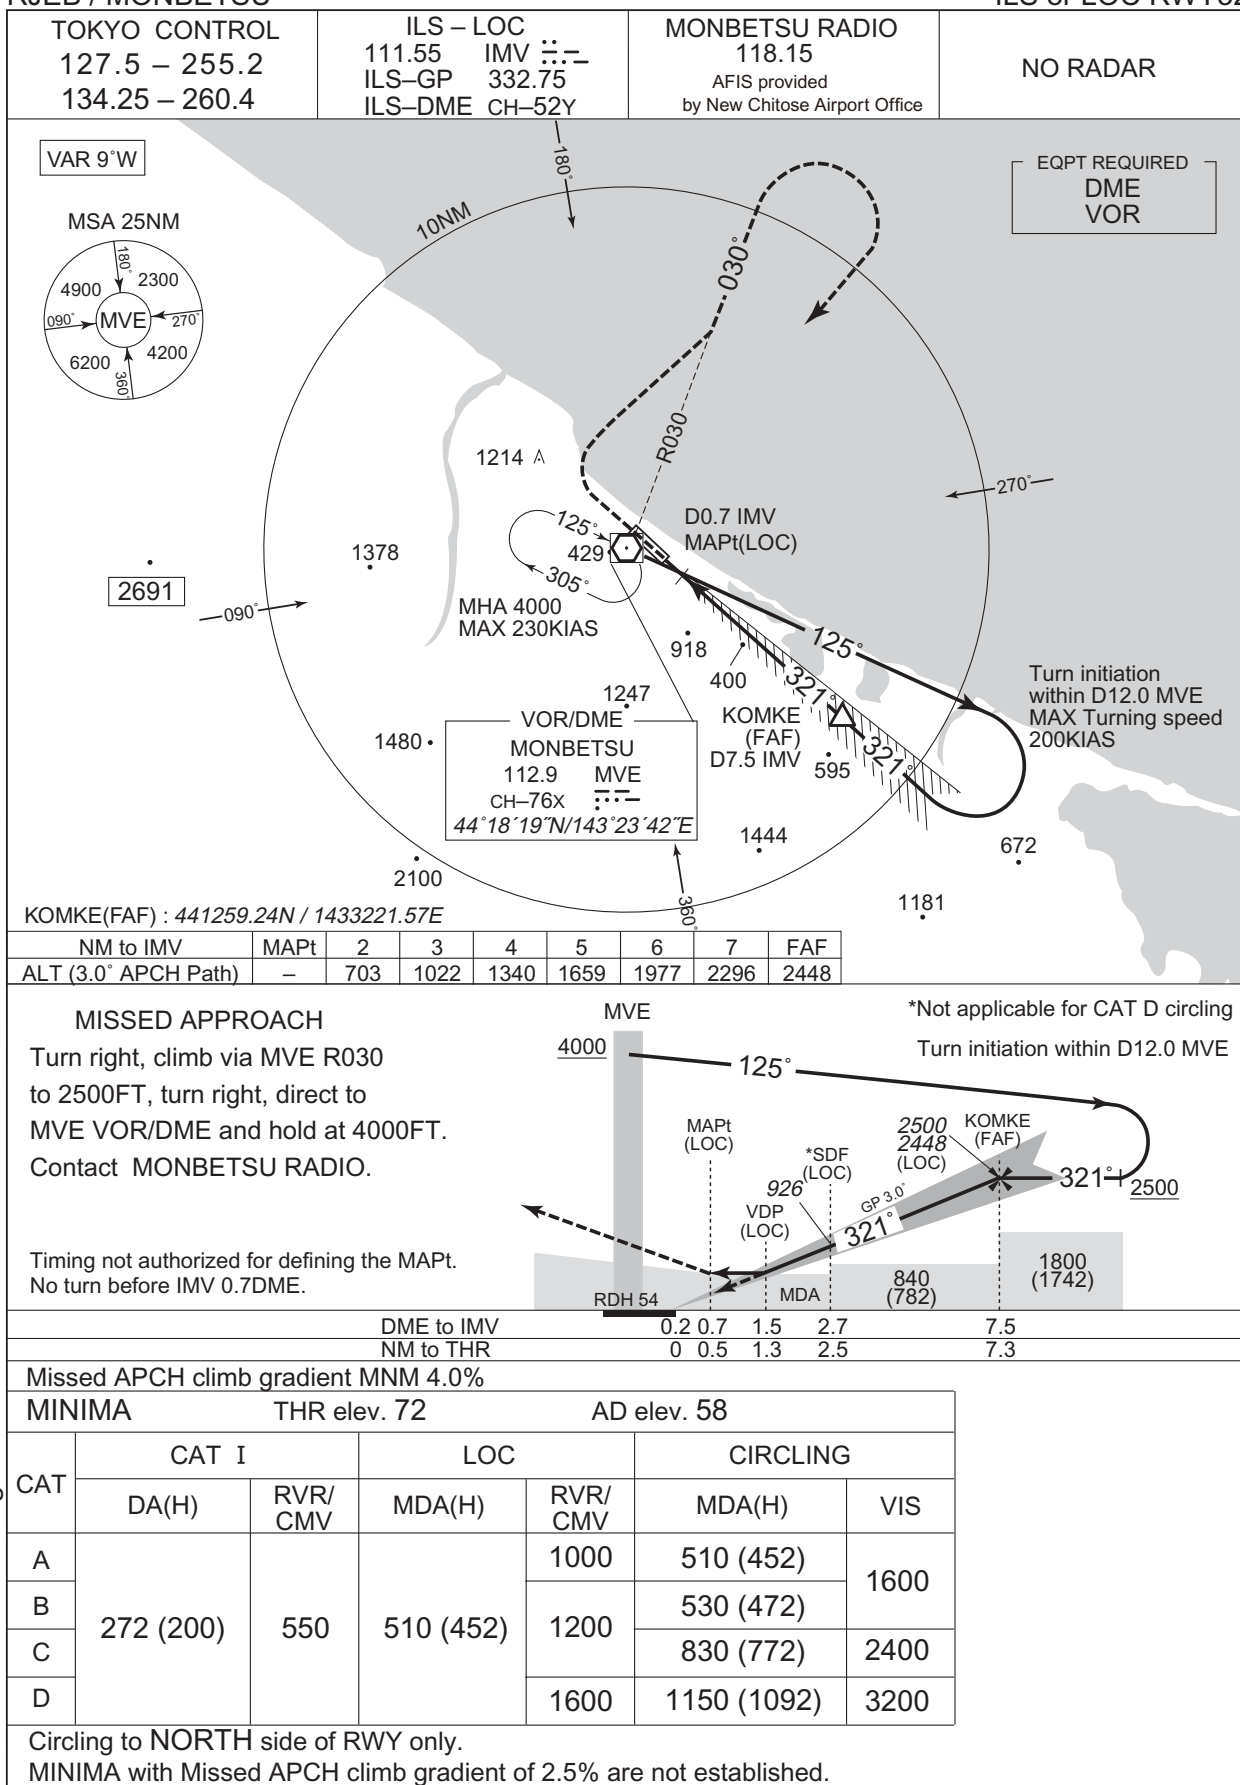 RJEB / MONBETSU
ILS or LOC RWY32
TOKYO CONTROL
127.5 – 255.2
134.25 – 260.4
ILS – LOC
111.55 IMV
ILS–GP 332.75
ILS–DME CH–52Y
MONBETSU RADIO
118.15
AFIS provided
by New Chitose Airport Office
NO RADAR
VAR 9°W
EQPT REQUIRED
DME
VOR
MSA 25NM
180°
4900
2300
090°
MVE
270°
6200
4200
360°
10NM
180°
030°
R030
1214
270°
D0.7 IMV
MAPt(LOC)
125°
429
305°
1378
2691
090°
MHA 4000
MAX 230KIAS
918
400
125°
321°
Turn initiation
within D12.0 MVE
MAX Turning speed
200KIAS
1247
KOMKE
(FAF)
D7.5 IMV
321°
595
1480
VOR/DME
MONBETSU
112.9 MVE
CH–76X
44°18´19˝N/143°23´42˝E
1444
672
2100
360°
1181
KOMKE(FAF) : 441259.24N / 1433221.57E
NM to IMV MAPt 2 3 4 5 6 7 FAF
ALT (3.0° APCH Path) – 703 1022 1340 1659 1977 2296 2448
MISSED APPROACH
Turn right, climb via MVE R030
to 2500FT, turn right, direct to
MVE VOR/DME and hold at 4000FT.
Contact MONBETSU RADIO.
Timing not authorized for defining the MAPt.
No turn before IMV 0.7DME.
*Not applicable for CAT D circling
Turn initiation within D12.0 MVE
MVE
4000
125°
MAPt
(LOC)
*SDF
(LOC)
2500
2448
(LOC)
KOMKE
(FAF)
926
VDP
(LOC)
GP 3.0°
321°
321°
2500
RDH 54
MDA
840
(782)
1800
(1742)
DME to IMV 0.2 0.7 1.5 2.7 7.5
NM to THR 0 0.5 1.3 2.5 7.3
Missed APCH climb gradient MNM 4.0%
MINIMA THR elev. 72 AD elev. 58
CAT CAT I LOC CIRCLING
DA(H) RVR/CMV MDA(H) RVR/CMV MDA(H) VIS
A 272 (200) 550 510 (452) 1000 510 (452) 1600
B 1200 530 (472)
C 830 (772) 2400
D 1600 1150 (1092) 3200
Circling to NORTH side of RWY only.
MINIMA with Missed APCH climb gradient of 2.5% are not established.